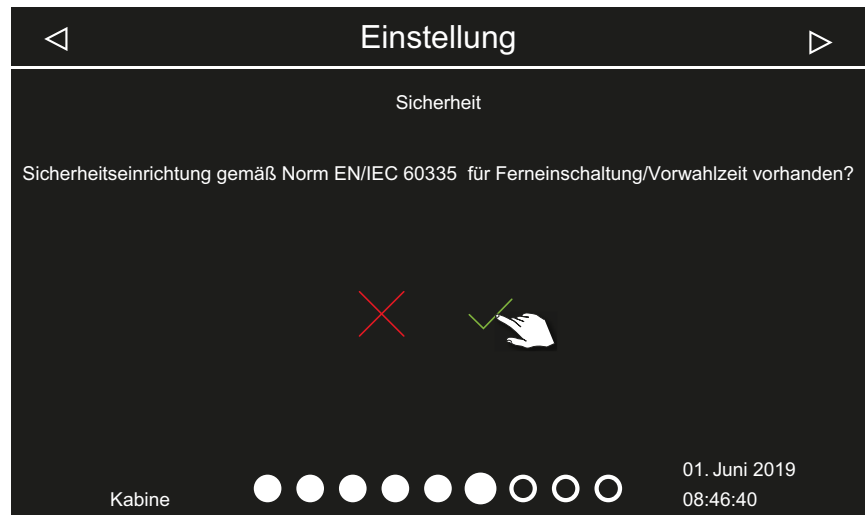 Einstellung
Sicherheit
Sicherheitseinrichtung gemäß Norm EN/IEC 60335 für Ferneinschaltung/Vorwahlzeit vorhanden?
01. Juni 2019
Kabine
08:46:40